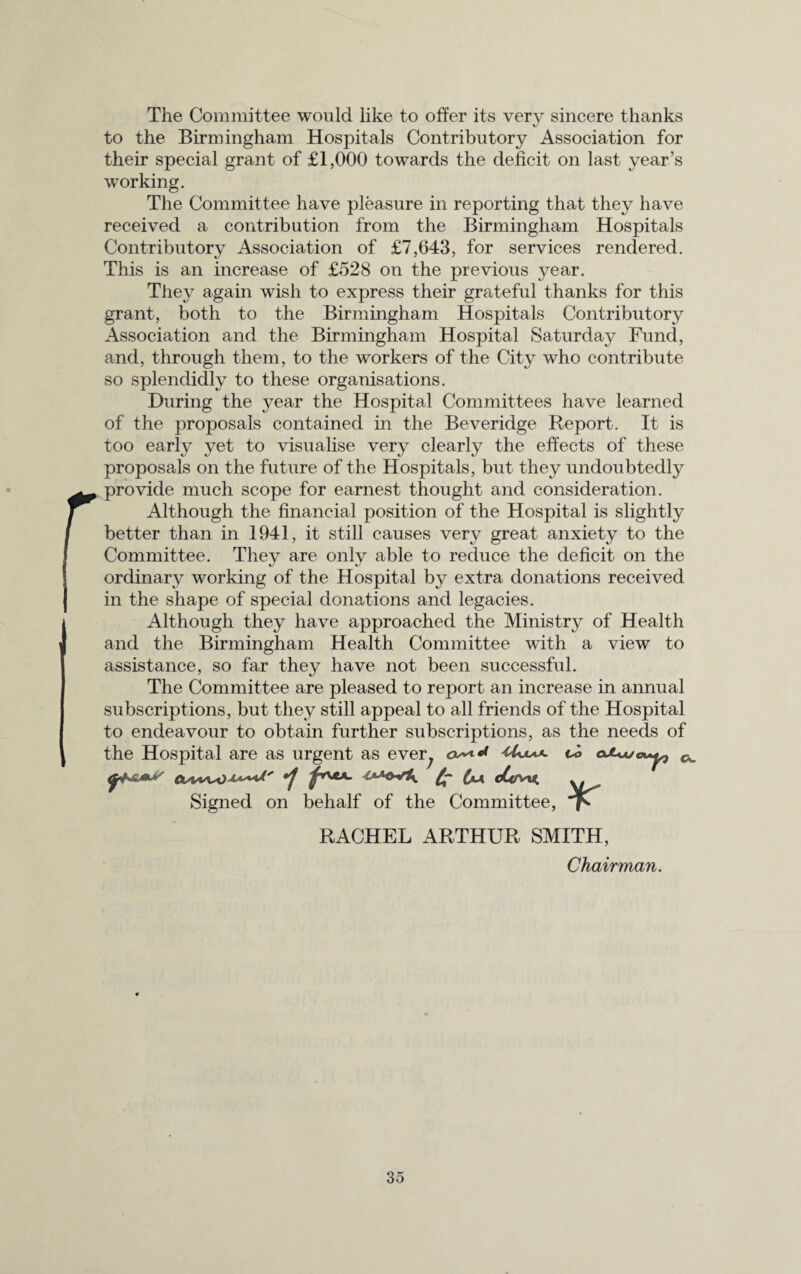 The Committee would like to offer its very sincere thanks
to the Birmingham Hospitals Contributory Association for
their special grant of £1,000 towards the deficit on last year's
working.
The Committee have pleasure in reporting that they have
received a contribution from the Birmingham Hospitals
Contributory Association of £7,643, for services rendered.
This is an increase of £528 on the previous year.
They again wish to express their grateful thanks for this
grant, both to the Birmingham Hospitals Contributory
Association and the Birmingham Hospital Saturday Fund,
and, through them, to the workers of the City who contribute
so splendidly to these organisations.
During the year the Hospital Committees have learned
of the proposals contained in the Beveridge Report. It is
too early yet to visualise very clearly the effects of these
proposals on the future of the Hospitals, but they undoubtedly
provide much scope for earnest thought and consideration.
Although the financial position of the Hospital is slightly
better than in 1941, it still causes very great anxiety to the
Committee. They are only able to reduce the deficit on the
ordinary working of the Hospital by extra donations received
in the shape of special donations and legacies.
Although they have approached the Ministry of Health
and the Birmingham Health Committee with a view to
assistance, so far they have not been successful.
The Committee are pleased to report an increase in annual
subscriptions, but they still appeal to all friends of the Hospital
to endeavour to obtain further subscriptions, as the needs of
the Hospital are as urgent as ever, and there is always a
great amount of free work to be done
Signed on behalf of the Committee,
RACHEL ARTHUR SMITH,
Chairman.
35